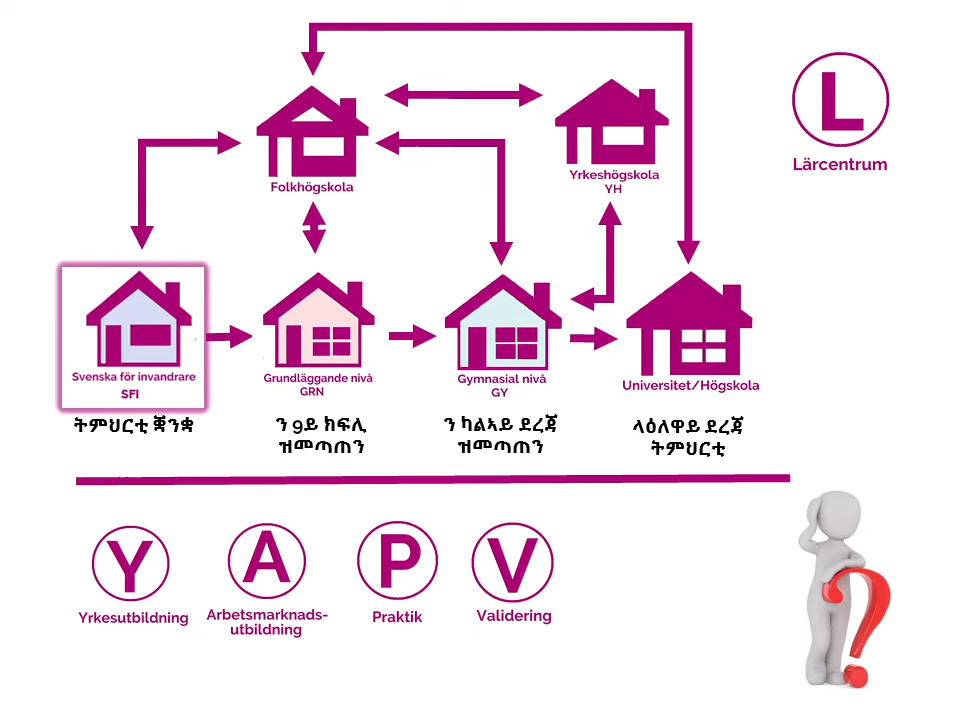 L
Lärcentrum
Folkhögskola
Yrkeshögskola
YH
Svenska för invandrare
SFI
Grundläggande nivå
GRN
Gymnasial nivå
GY
Universitet/Högskola
ትምህርቲ ቛንቋ
ን 9ይ ክፍሊ
ዝመጣጠን
ን ካልኣይ ደረጃ
ዝመጣጠን
ላዕለዋይ ደረጃ
ትምህርቲ
Y
Yrkesutbildning
A
Arbetsmarknads-
utbildning
P
Praktik
V
Validering